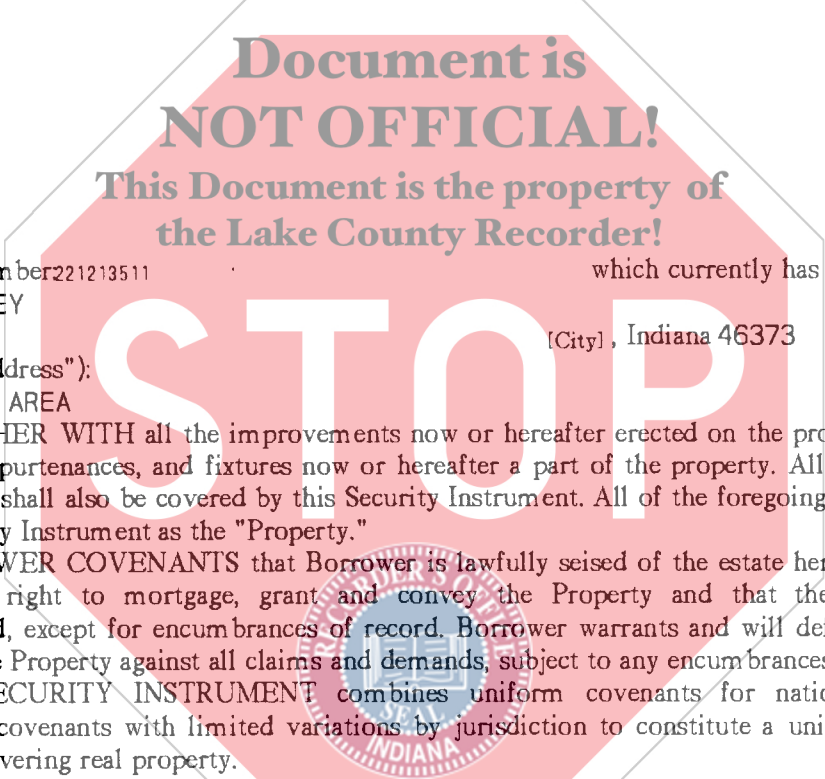 Document is
NOT OFFICIAL!
This Document is the property of
the Lake County Recorder!
mber:221213511 which currently has
EY
[City] , Indiana 46373
ddress"):
AREA
STOP
HER WITH all the improvements now or hereafter erected on the pro
purtenances, and fixtures now or hereafter a part of the property. All
shall also be covered by this Security Instrument. All of the foregoing
y Instrument as the "Property."
WER COVENANTS that Borrower is lawfully seised of the estate her
right to mortgage, grant and convey the Property and that the
d, except for encumbrances of record. Borrower warrants and will de
e Property against all claims and demands, subject to any encumbrances
ECURITY INSTRUMENT combines uniform covenants for natio
covenants with limited variations by jurisdiction to constitute a uni
vering real property.
RECORDER'S OFFICE
SEAL
INDIANA